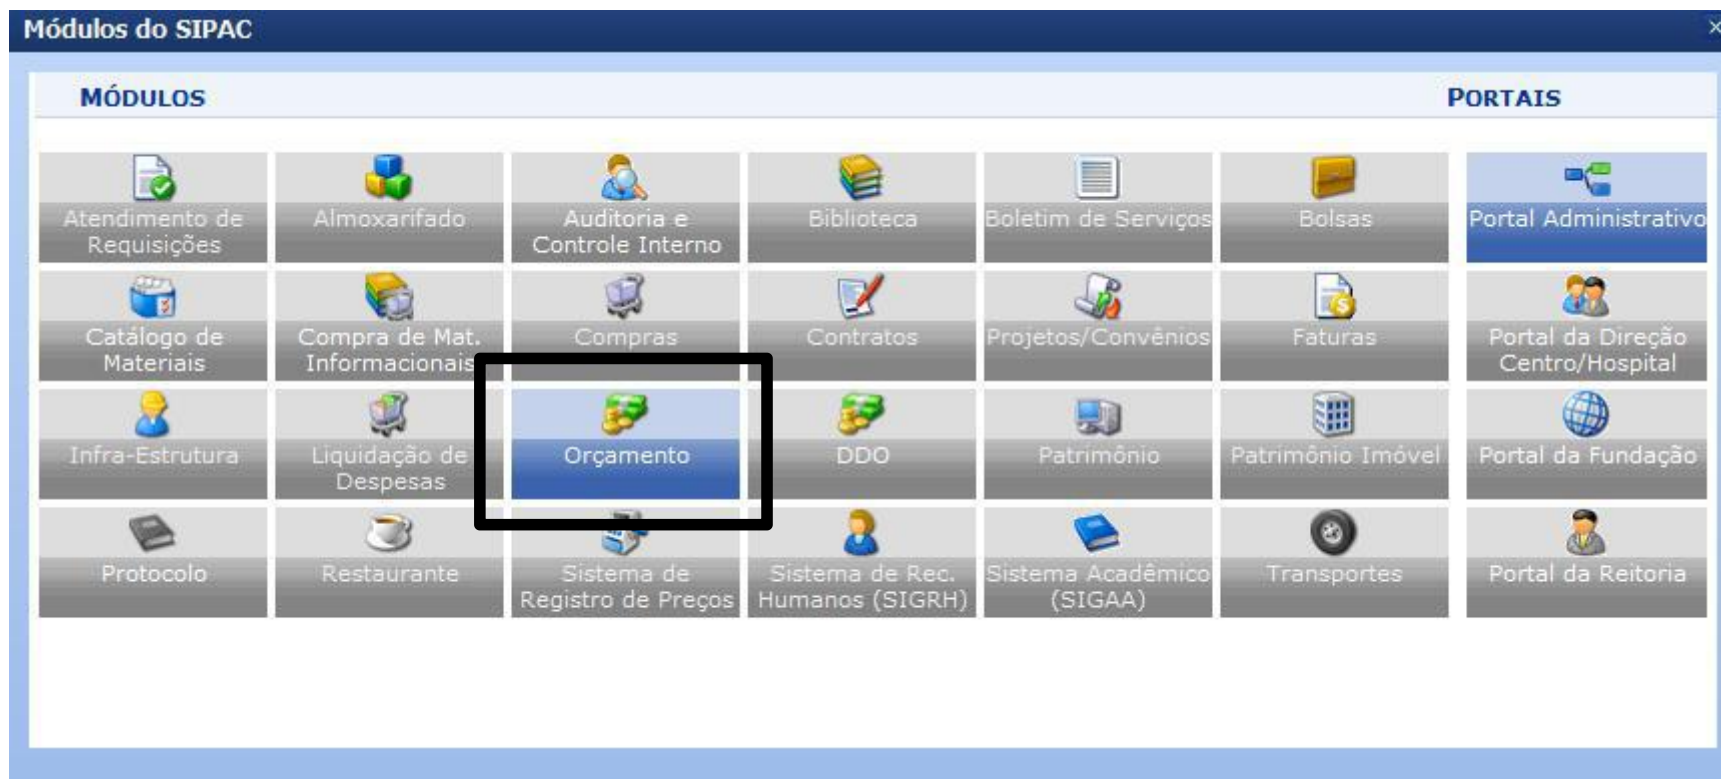 Módulos do SIPAC
MÓDULOS
PORTAIS
Atendimento de
Requisições
Almoxarifado
Auditoria e
Controle Interno
Biblioteca
Boletim de Serviços
Bolsas
Portal Administrativo
Catálogo de
Materiais
Compra de Mat.
Informacionais
Compras
Contratos
Projetos/Convênios
Faturas
Portal da Direção
Centro/Hospital
Infra-Estrutura
Liquidação de
Despesas
Orçamento
DDO
Patrimônio
Patrimônio Imóvel
Portal da Fundação
Protocolo
Restaurante
Sistema de
Registro de Preços
Sistema de Rec.
Humanos (SIGRH)
Sistema Acadêmico
(SIGAA)
Transportes
Portal da Reitoria